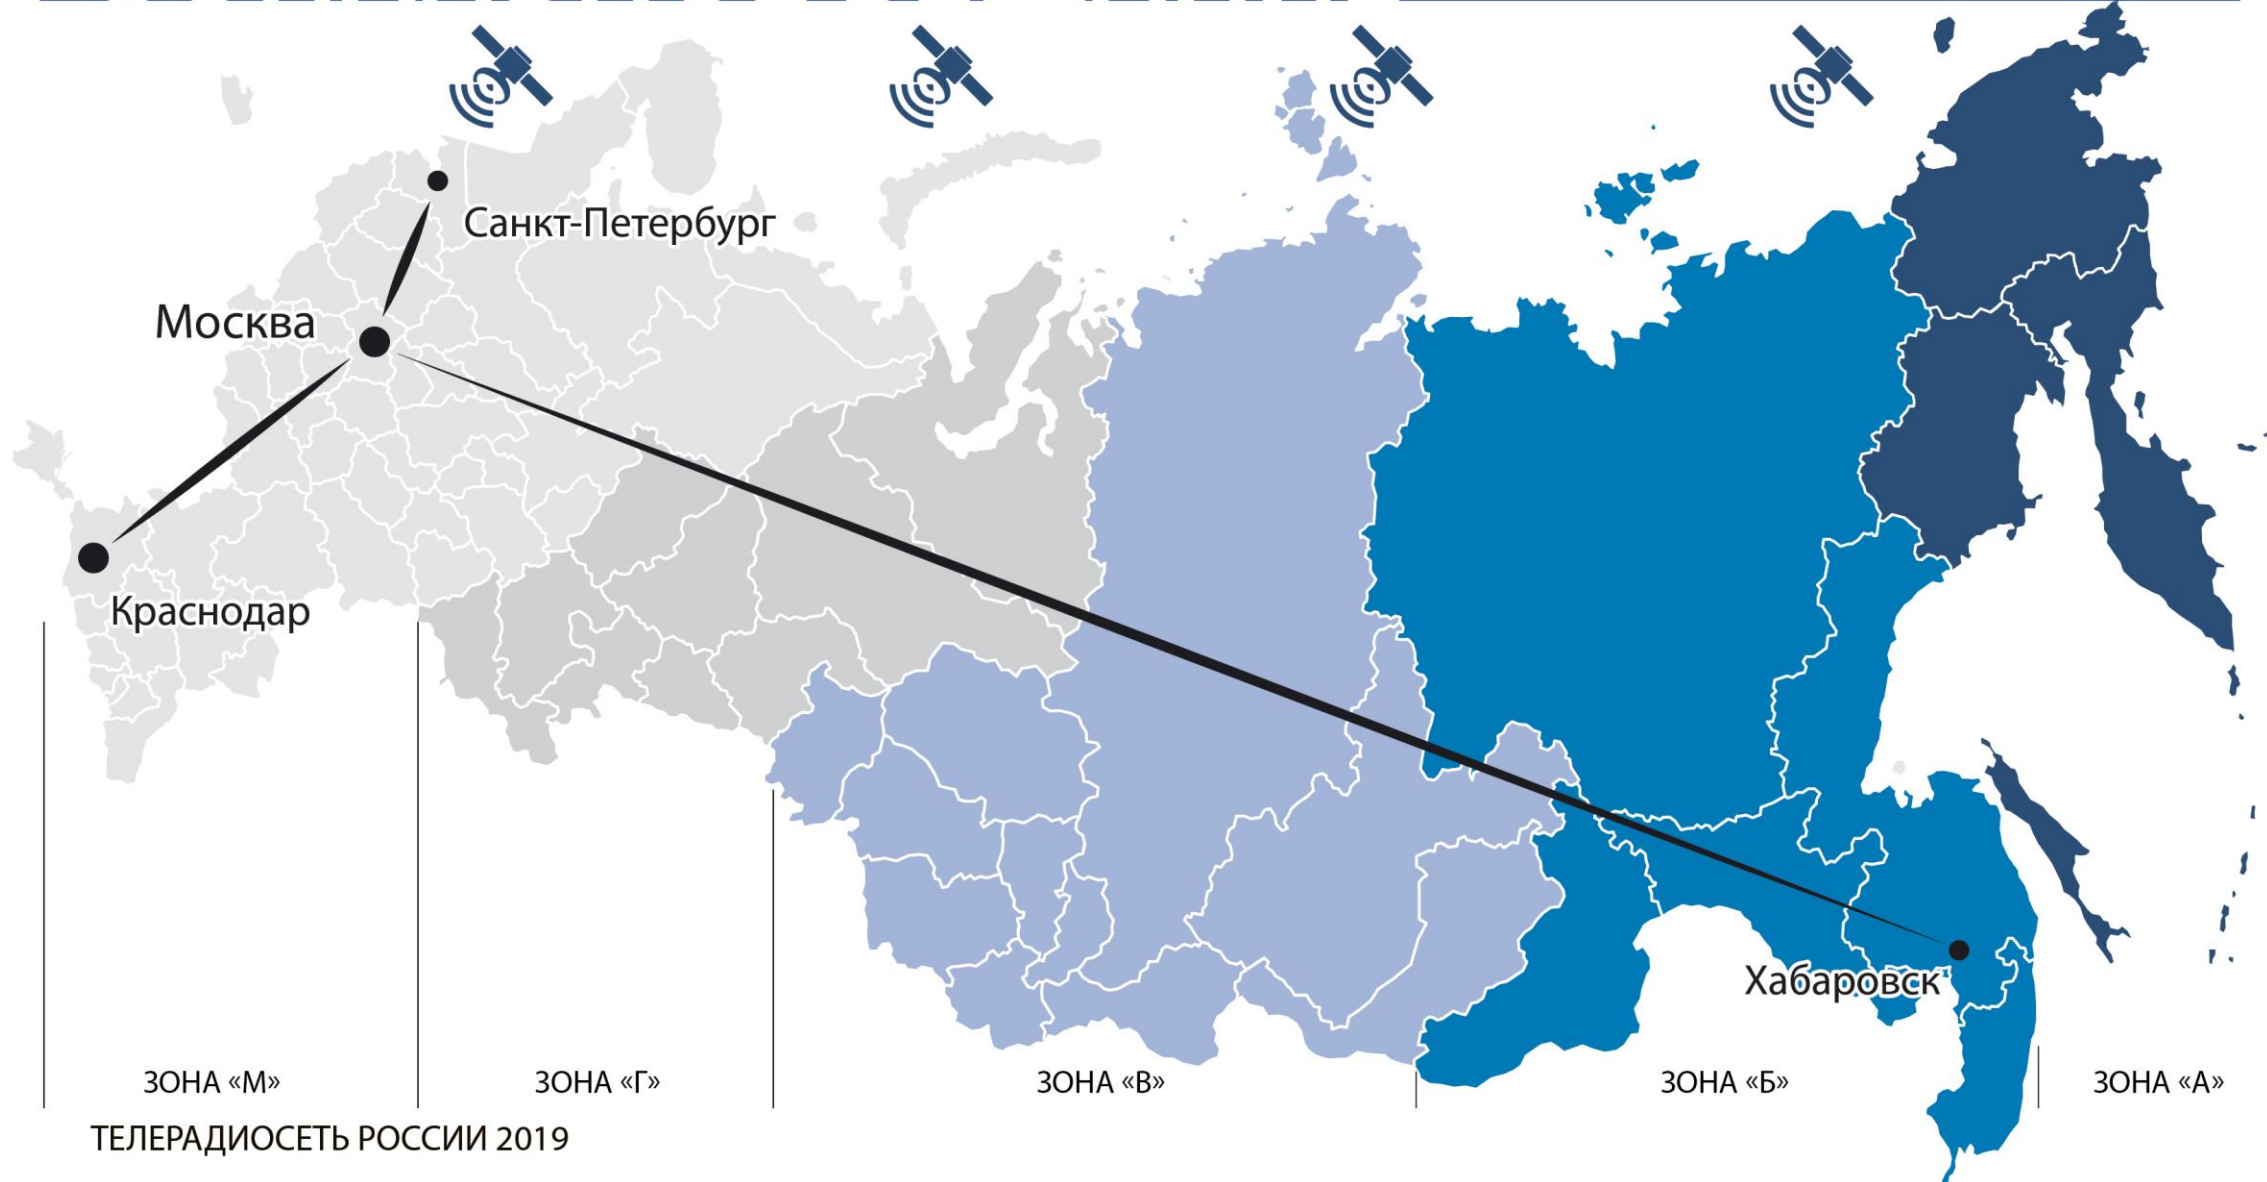 Санкт-Петербург
Москва
Краснодар
Хабаровск
ЗОНА «М»
ЗОНА «Г»
ЗОНА «В»
ЗОНА «Б»
ЗОНА «А»
ТЕЛЕРАДИОСЕТЬ РОССИИ 2019